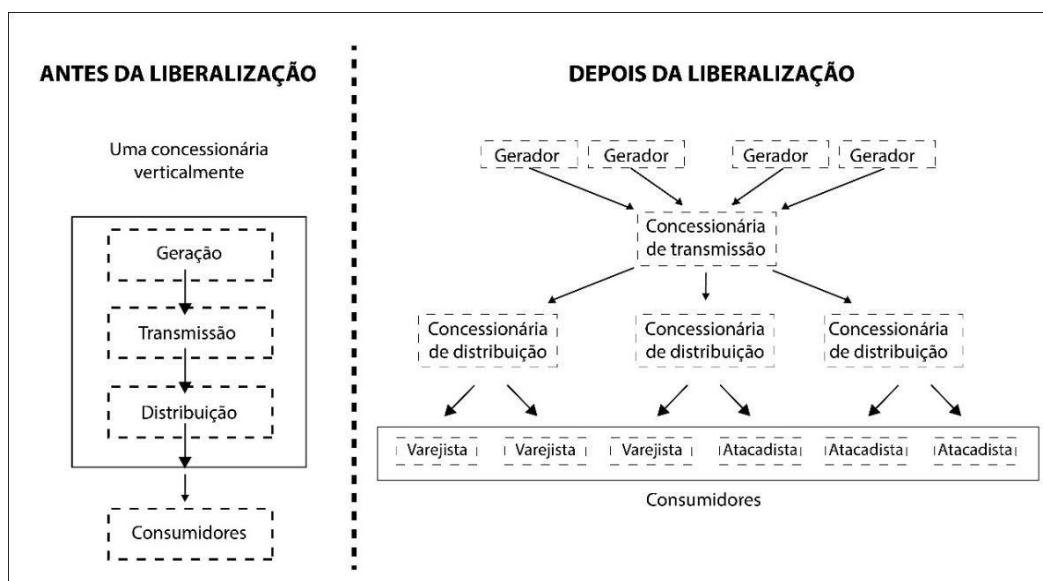 ANTES DA LIBERALIZAÇÃO
Uma concessionária
verticalmente
Geração
Transmissão
Distribuição
Consumidores
DEPOIS DA LIBERALIZAÇÃO
Gerador
Gerador
Gerador
Gerador
Concessionária
de transmissão
Concessionária
de distribuição
Concessionária
de distribuição
Concessionária
de distribuição
Varejista
Varejista
Varejista
Atacadista
Atacadista
Atacadista
Consumidores